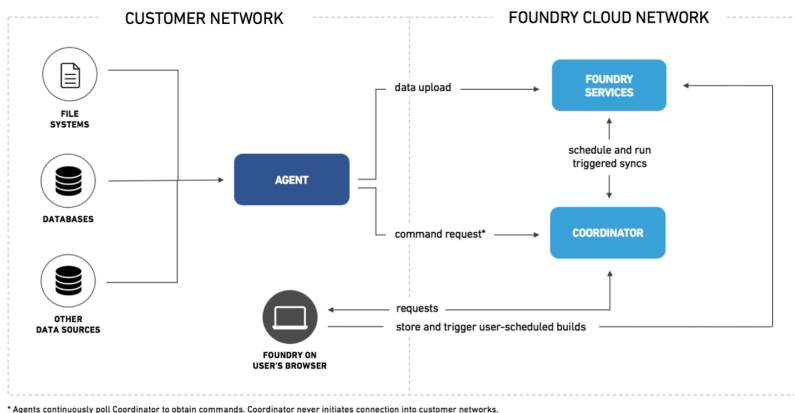 CUSTOMER NETWORK
FOUNDRY CLOUD NETWORK
FILE
SYSTEMS
DATABASES
OTHER
DATA SOURCES
AGENT
data upload
FOUNDRY
SERVICES
schedule and run
triggered syncs
command request*
COORDINATOR
requests
store and trigger user-scheduled builds
FOUNDRY ON
USER'S BROWSER
* Agents continuously poll Coordinator to obtain commands. Coordinator never initiates connection into customer networks.